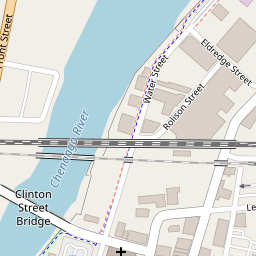 Front Street
Eldredge Street
Water Street
Rolison Street
Chenango River
Clinton
Street
Bridge
Le